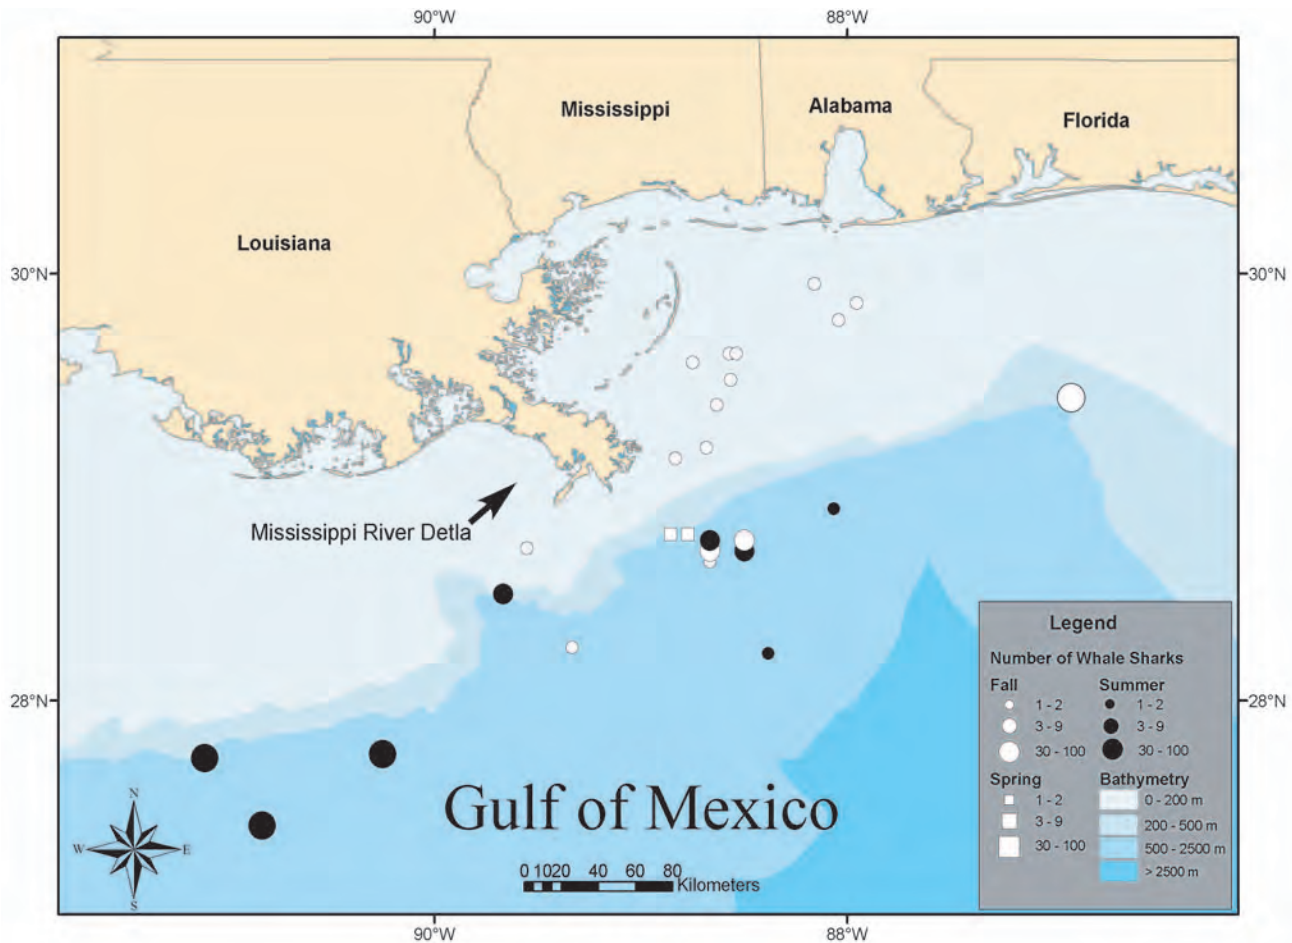 90°W 88°W
Mississippi Alabama Florida
Louisiana
30°N 30°N
Mississippi River Detla
28°N 28°N
Gulf of Mexico
N
W E
S
0 10 20 40 60 80
Kilometers
Legend
Number of Whale Sharks
Fall Summer
1 - 2 1 - 2
3 - 9 3 - 9
30 - 100 30 - 100
Spring Bathymetry
1 - 2 0 - 200 m
3 - 9 200 - 500 m
30 - 100 500 - 2500 m
> 2500 m
90°W 88°W